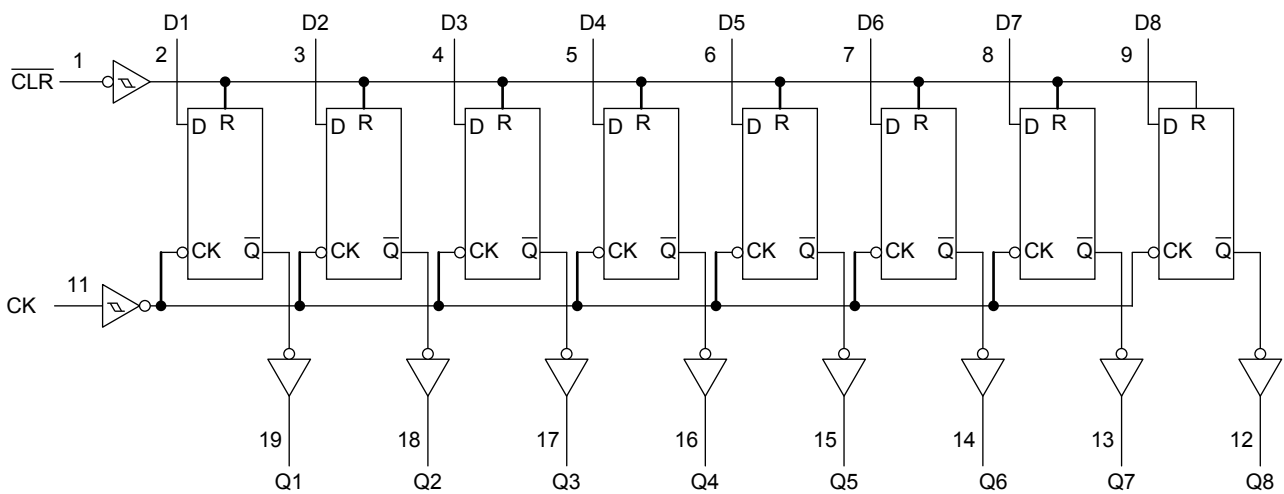 D1 D2 D3 D4 D5 D6 D7 D8
1 2 3 4 5 6 7 8 9
C̅L̅R̅
D R D R D R D R D R D R D R D R
CK Q̅ CK Q̅ CK Q̅ CK Q̅ CK Q̅ CK Q̅ CK Q̅ CK Q̅
11
CK
19 18 17 16 15 14 13 12
Q1 Q2 Q3 Q4 Q5 Q6 Q7 Q8